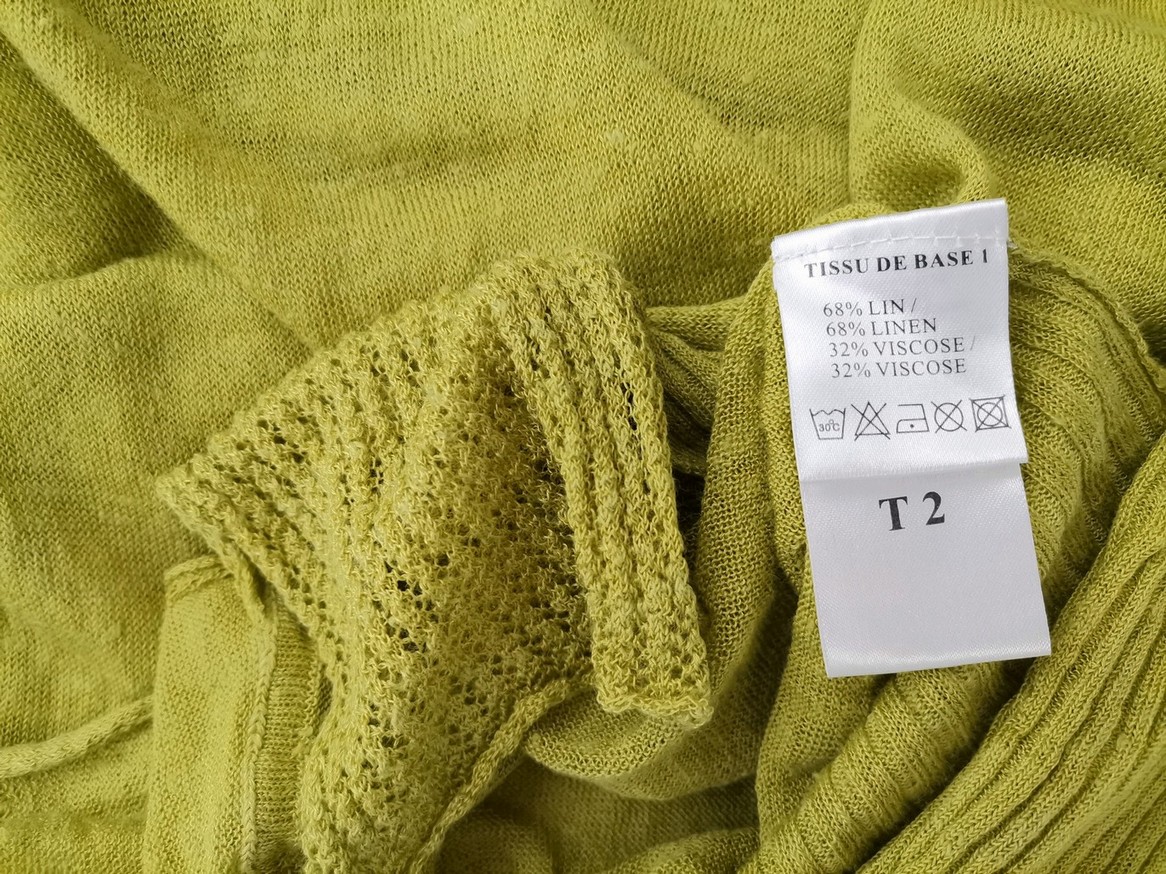 TISSU DE BASE 1
68% LIN /
68% LINEN
32% VISCOSE /
32% VISCOSE
30°C
T 2